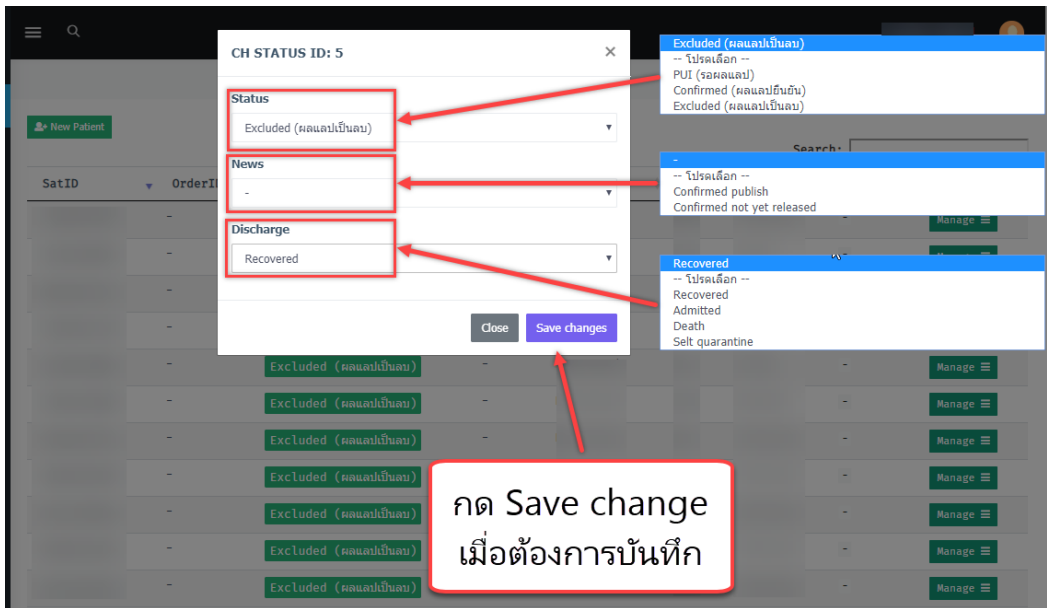 CH STATUS ID: 5
×
Status
Excluded (ผลแลปเป็นลบ)
News
-
Discharge
Recovered
Close
Save changes
Excluded (ผลแลปเป็นลบ)
-- โปรดเลือก --
PUI (รอผลแลป)
Confirmed (ผลแลปยืนยัน)
Excluded (ผลแลปเป็นลบ)
-
-- โปรดเลือก --
Confirmed publish
Confirmed not yet released
Recovered
-- โปรดเลือก --
Recovered
Admitted
Death
Selt quarantine
New Patient
Search:
SatID OrderI
- - Manage
-
-
-
- Excluded (ผลแลปเป็นลบ) - - Manage
- Excluded (ผลแลปเป็นลบ) - - Manage
- Excluded (ผลแลปเป็นลบ) - - Manage
- Excluded (ผลแลปเป็นลบ) - Manage
- Excluded (ผลแลปเป็นลบ) - Manage
- Excluded (ผลแลปเป็นลบ) - Manage
- Excluded (ผลแลปเป็นลบ) - Manage
กด Save change
เมื่อต้องการบันทึก